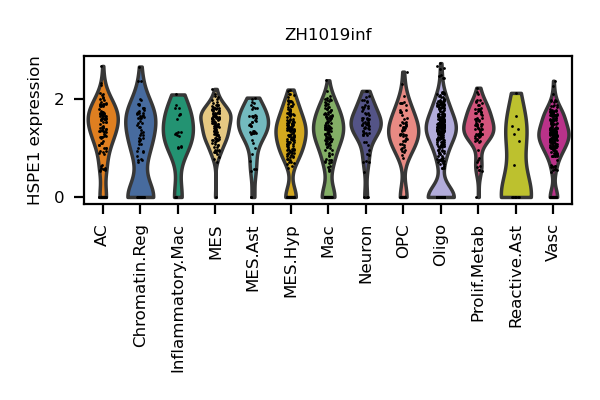 ZH1019inf
HSPE1 expression
2
0
AC
Chromatin.Reg
Inflammatory.Mac
MES
MES.Ast
MES.Hyp
Mac
Neuron
OPC
Oligo
Prolif.Metab
Reactive.Ast
Vasc